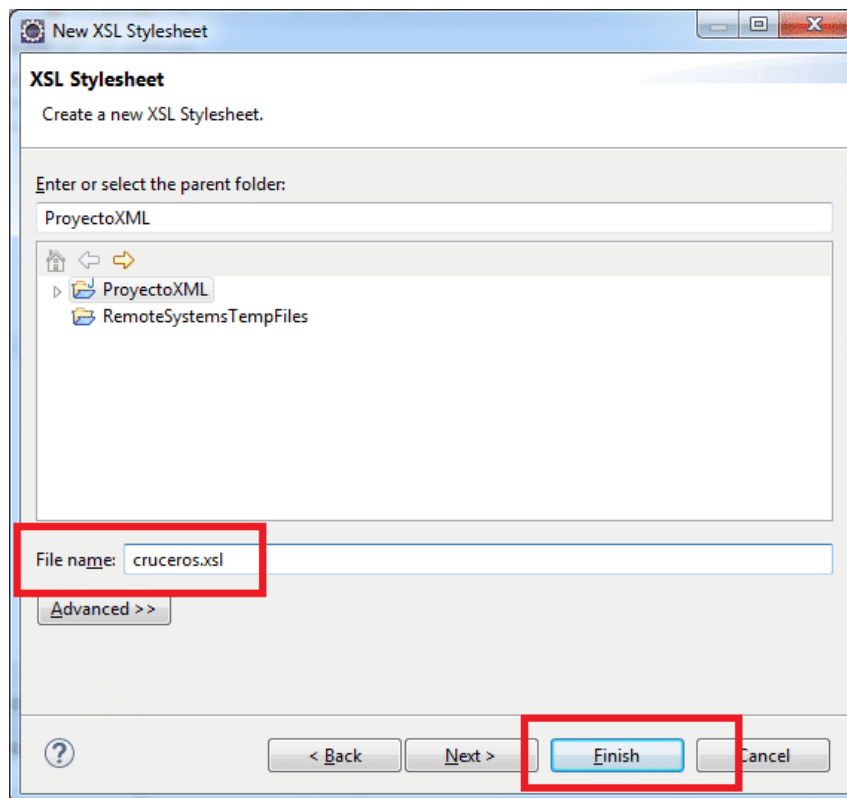 New XSL Stylesheet
XSL Stylesheet
Create a new XSL Stylesheet.
Enter or select the parent folder:
ProyectoXML
ProyectoXML
RemoteSystemsTempFiles
File name: cruceros.xsl
Advanced >>
? < Back Next > Finish Cancel